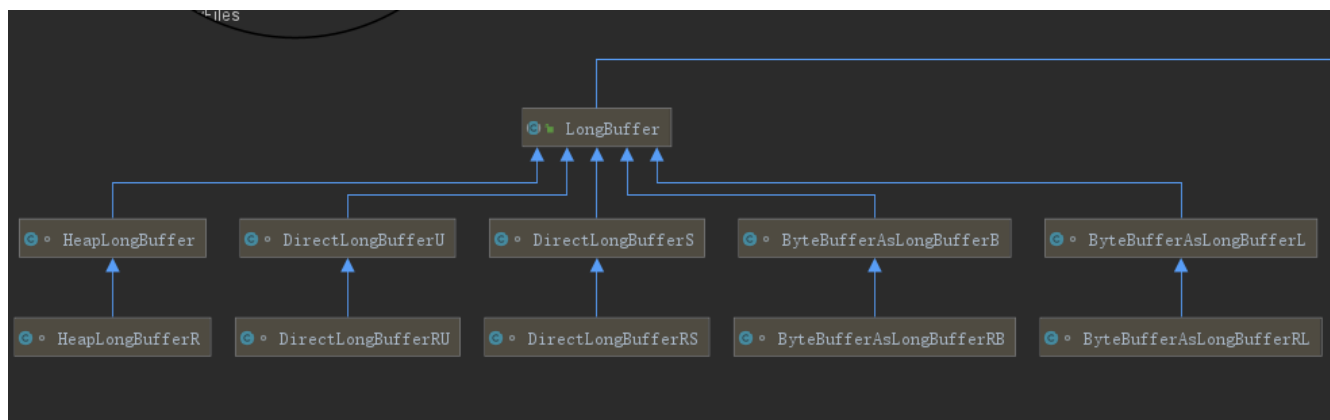 LongBuffer
HeapLongBuffer DirectLongBufferU DirectLongBufferS ByteBufferAsLongBufferB ByteBufferAsLongBufferL
HeapLongBufferR DirectLongBufferRU DirectLongBufferRS ByteBufferAsLongBufferRB ByteBufferAsLongBufferRL